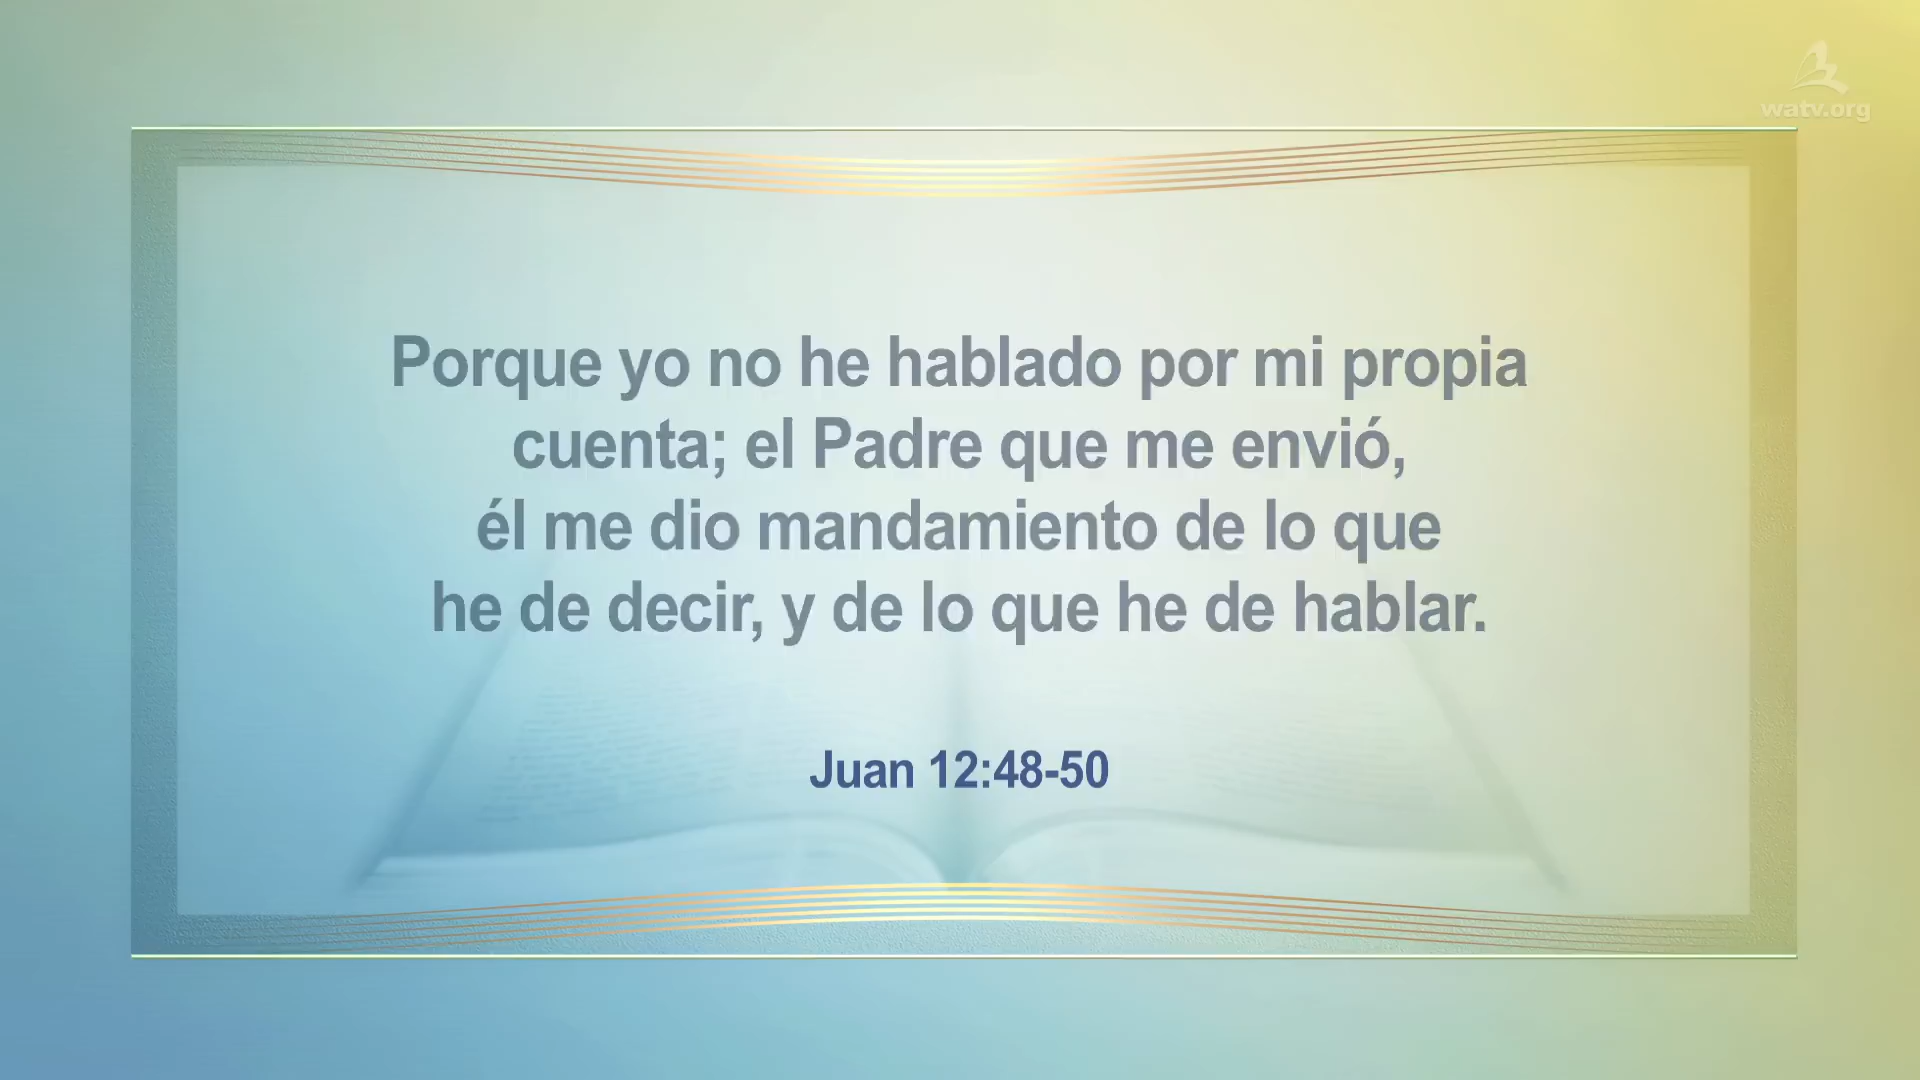 watv.org
Porque yo no he hablado por mi propia
cuenta; el Padre que me envió,
él me dio mandamiento de lo que
he de decir, y de lo que he de hablar.
Juan 12:48-50